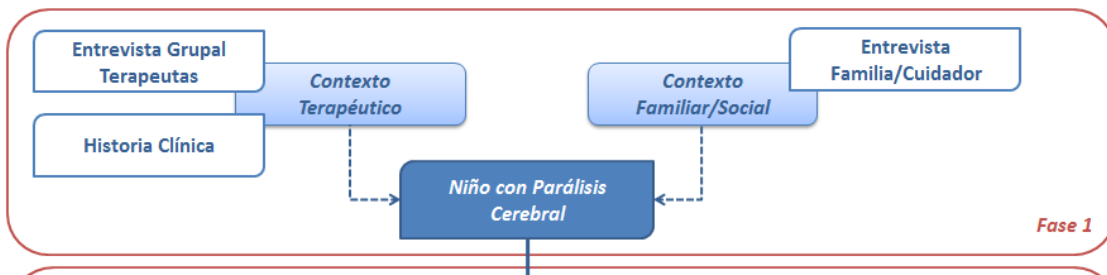 Entrevista Grupal
Terapeutas
Contexto
Terapéutico
Historia Clínica
Contexto
Familiar/Social
Entrevista
Familia/Cuidador
Niño con Parálisis
Cerebral
Fase 1